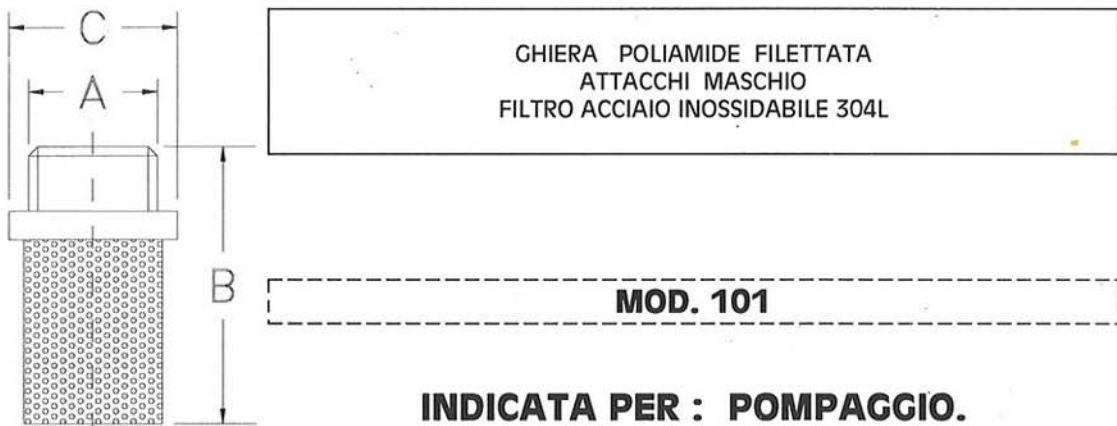 C
A
B
GHIERA POLIAMIDE FILETTATA
ATTACCHI MASCHIO
FILTRO ACCIAIO INOSSIDABILE 304L
MOD. 101
INDICATA PER : POMPAGGIO.